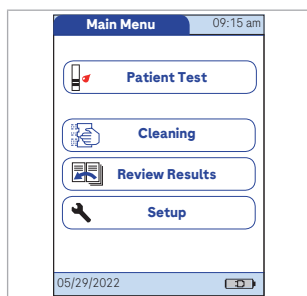 Main Menu 09:15 am
Patient Test
Cleaning
Review Results
Setup
05/29/2022